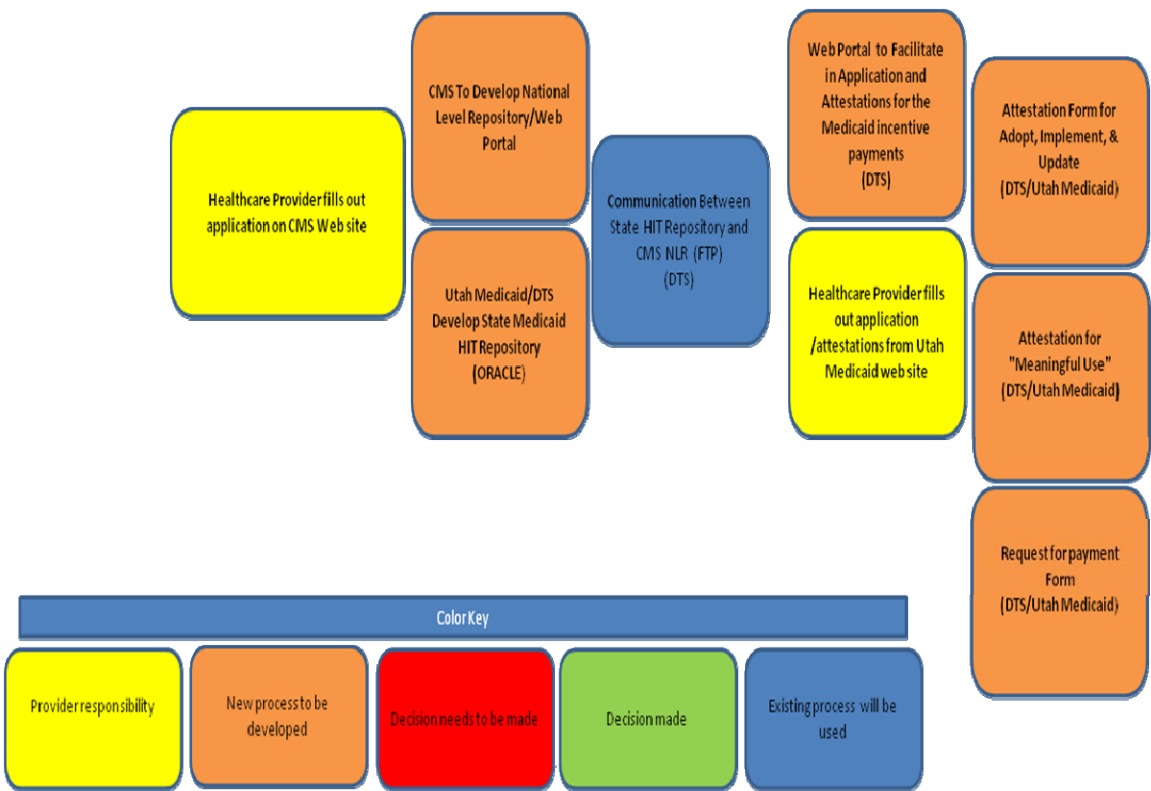 Healthcare Provider fills out
application on CMS Web site
CMS To Develop National
Level Repository/Web
Portal
Utah Medicaid/DTS
Develop State Medicaid
HIT Repository
(ORACLE)
Communication Between
State HIT Repository and
CMS NLR (FTP)
(DTS)
Web Portal to Facilitate
in Application and
Attestations for the
Medicaid incentive
payments
(DTS)
Healthcare Provider fills
out application
/attestations from Utah
Medicaid web site
Attestation Form for
Adopt, Implement, &
Update
(DTS/Utah Medicaid)
Attestation for
"Meaningful Use"
(DTS/Utah Medicaid)
Request for payment
Form
(DTS/Utah Medicaid)
Color Key
Provider responsibility
New process to be
developed
Decision needs to be made
Decision made
Existing process will be
used